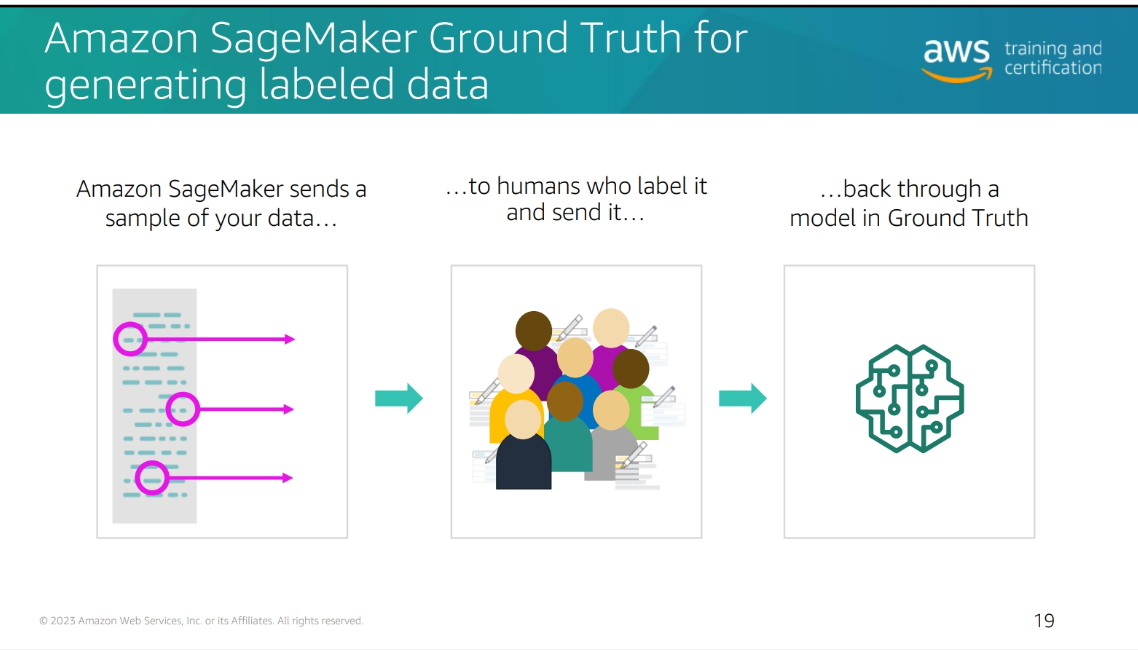 Amazon SageMaker Ground Truth for
generating labeled data
aws
training and
certification
Amazon SageMaker sends a
sample of your data…
…to humans who label it
and send it…
…back through a
model in Ground Truth
© 2023 Amazon Web Services, Inc. or its Affiliates. All rights reserved.
19